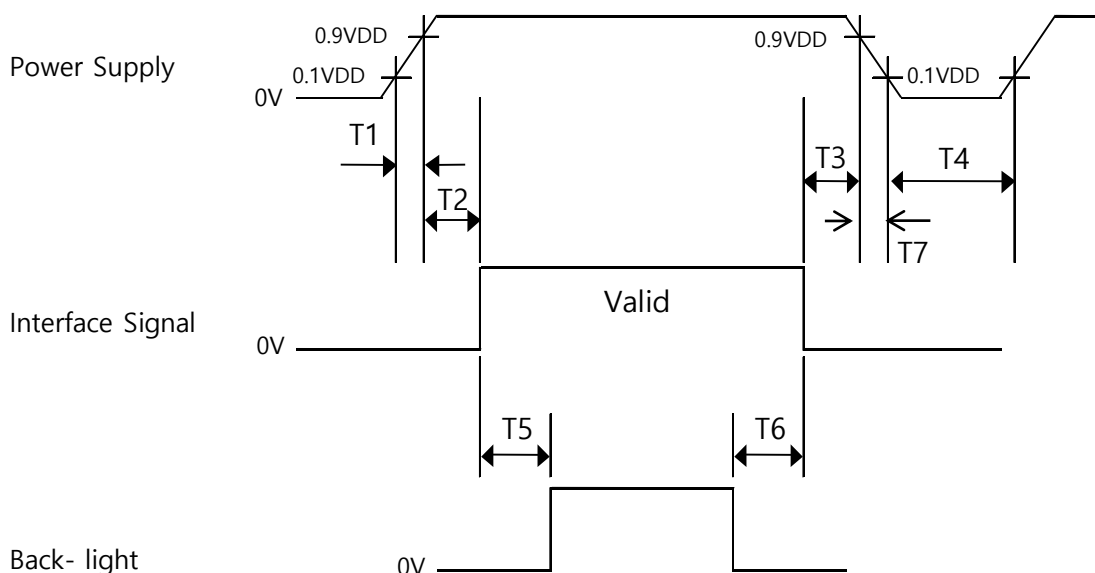 0.9VDD
0.9VDD
Power Supply
0.1VDD
0.1VDD
0V
T1
T3
T4
T2
T7
Valid
Interface Signal
0V
T5
T6
Back- light
0V